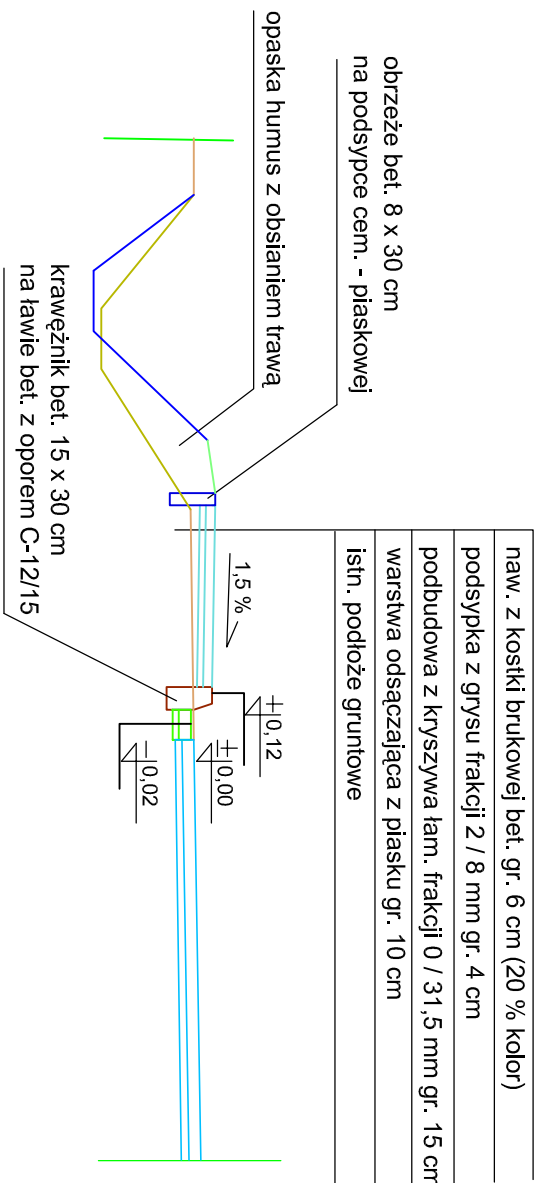 naw. z kostki brukowej bet. gr. 6 cm (20 % kolor)
podsypka z grysu frakcji 2 / 8 mm gr. 4 cm
podbudowa z kryszywa łam. frakcji 0 / 31,5 mm gr. 15 cm
warstwa odsączająca z piasku gr. 10 cm
istn. podłoże gruntowe
obrzeże bet. 8 x 30 cm
na podsypce cem. - piaskowej
opaska humus z obsianiem trawą
1,5 %
+0,12
±0,00
-0,02
krawężnik bet. 15 x 30 cm
na ławie bet. z oporem C-12/15